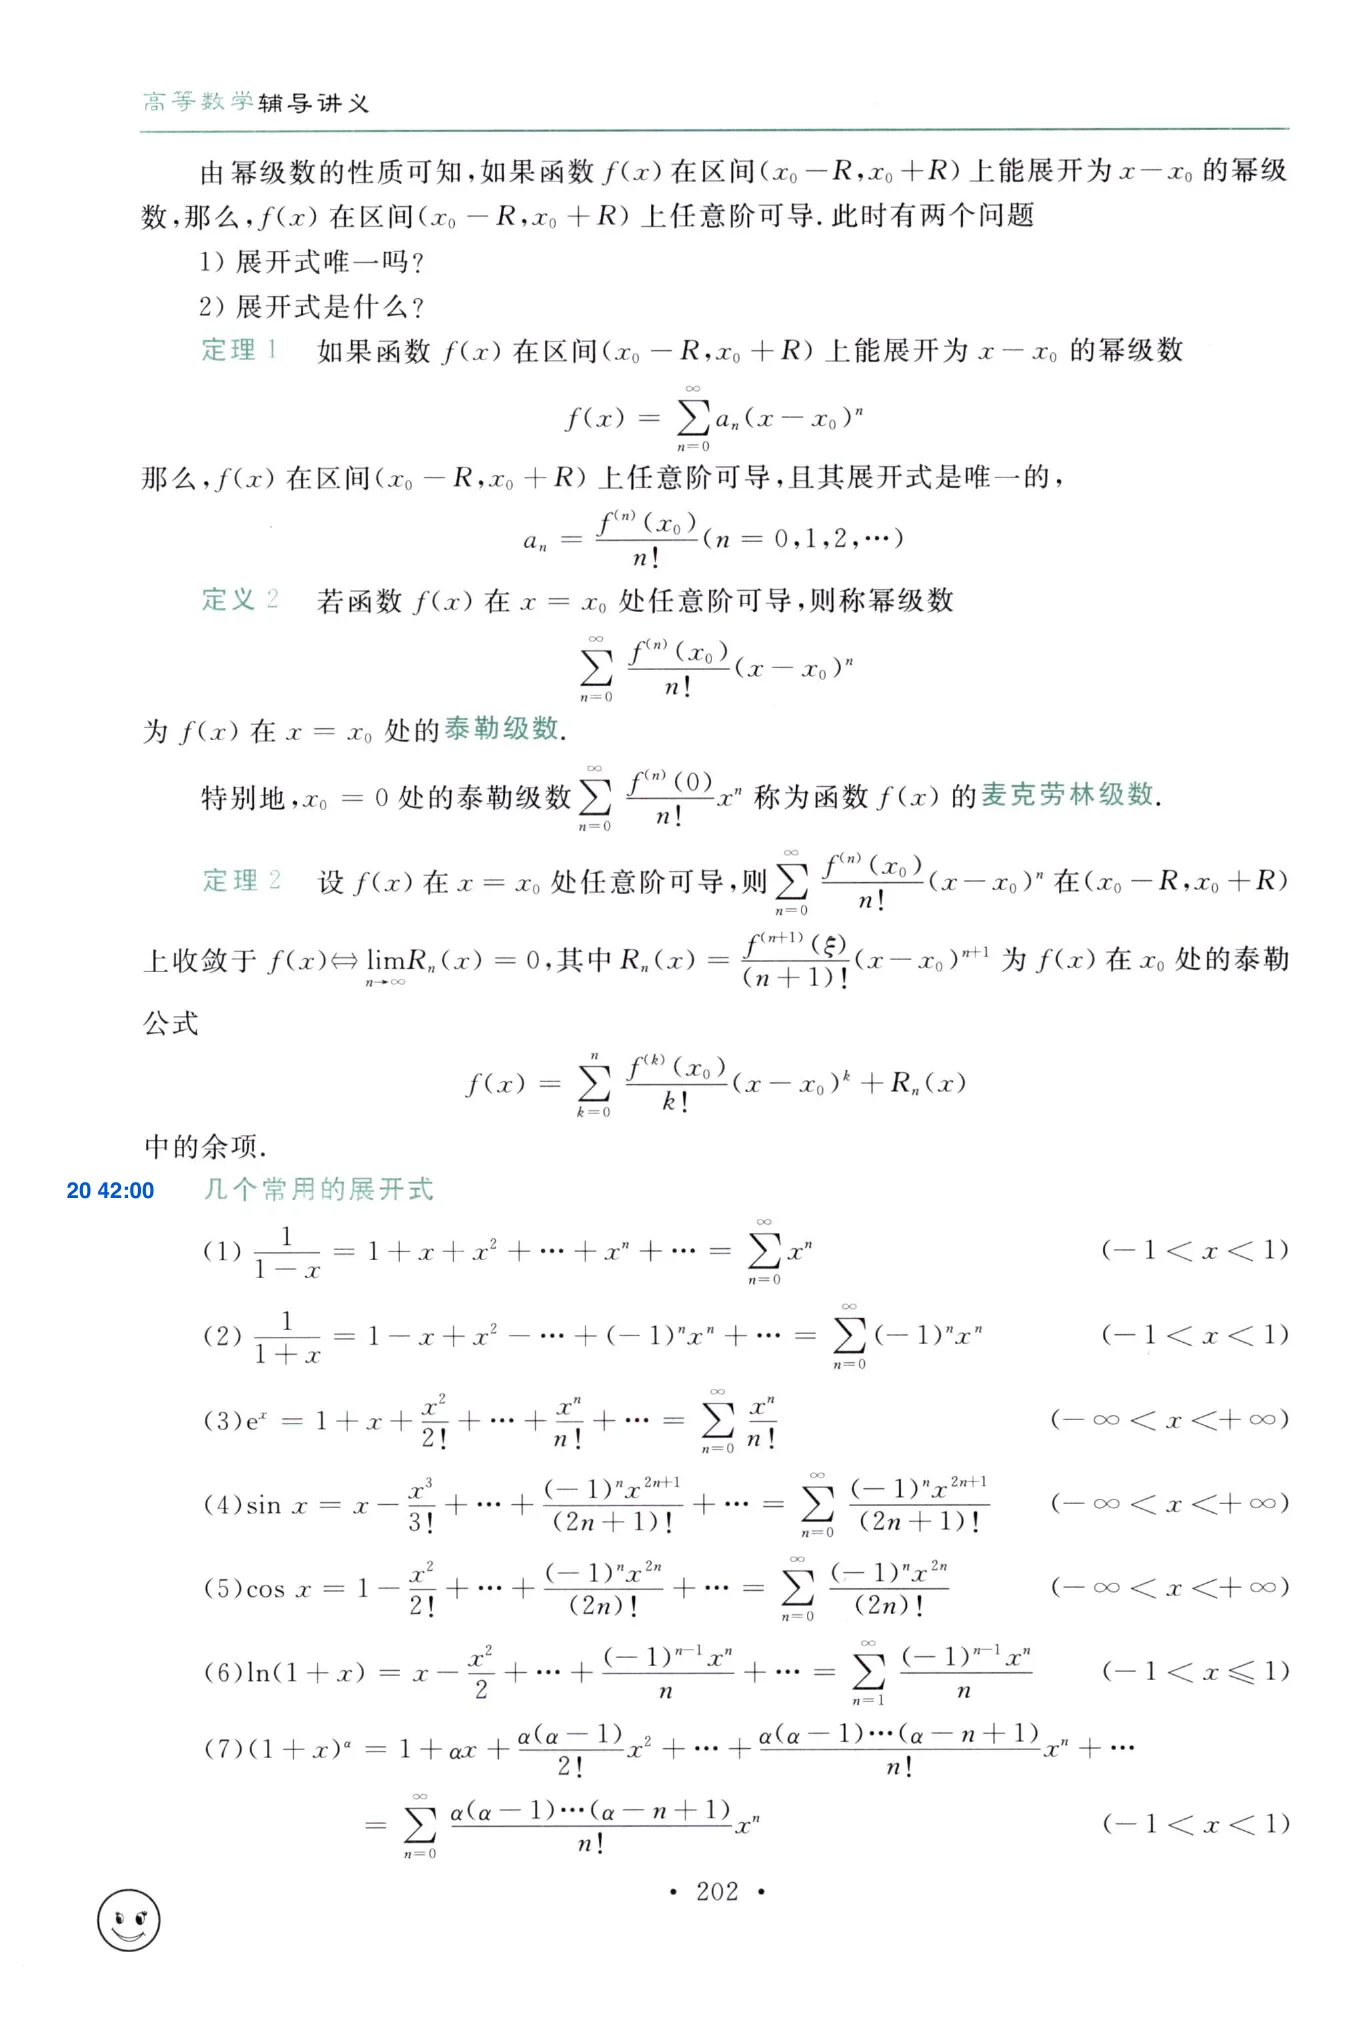 高等数学辅导讲义
由幂级数的性质可知,如果函数 f(x) 在区间(x₀－R,x₀＋R) 上能展开为 x－x₀ 的幂级
数,那么,f(x) 在区间(x₀－R,x₀＋R) 上任意阶可导. 此时有两个问题
1) 展开式唯一吗?
2) 展开式是什么?
定理 1 如果函数 f(x) 在区间(x₀－R,x₀＋R) 上能展开为 x－x₀ 的幂级数
$f(x)=\sum_{n=0}^{\infty}a_n(x-x_0)^n$
那么,f(x) 在区间(x₀－R,x₀＋R) 上任意阶可导,且其展开式是唯一的,
$a_n=\frac{f^{(n)}(x_0)}{n!}(n=0,1,2,\cdots)$
定义 2 若函数 f(x) 在 x＝x₀ 处任意阶可导,则称幂级数
$\sum_{n=0}^{\infty}\frac{f^{(n)}(x_0)}{n!}(x-x_0)^n$
为 f(x) 在 x＝x₀ 处的泰勒级数.
特别地,x₀＝0 处的泰勒级数 $\sum_{n=0}^{\infty}\frac{f^{(n)}(0)}{n!}x^n$ 称为函数 f(x) 的麦克劳林级数.
定理 2 设 f(x) 在 x＝x₀ 处任意阶可导,则 $\sum_{n=0}^{\infty}\frac{f^{(n)}(x_0)}{n!}(x-x_0)^n$ 在(x₀－R,x₀＋R)
上收敛于 f(x)⇔ $\lim_{n\to\infty}R_n(x)=0$,其中 $R_n(x)=\frac{f^{(n+1)}(\xi)}{(n+1)!}(x-x_0)^{n+1}$ 为 f(x) 在 x₀ 处的泰勒
公式
$f(x)=\sum_{k=0}^{n}\frac{f^{(k)}(x_0)}{k!}(x-x_0)^k+R_n(x)$
中的余项.
20 42:00 几个常用的展开式
(1) $\frac{1}{1-x}=1+x+x^2+\cdots+x^n+\cdots=\sum_{n=0}^{\infty}x^n$ $(-1<x<1)$
(2) $\frac{1}{1+x}=1-x+x^2-\cdots+(-1)^nx^n+\cdots=\sum_{n=0}^{\infty}(-1)^nx^n$ $(-1<x<1)$
(3) $e^x=1+x+\frac{x^2}{2!}+\cdots+\frac{x^n}{n!}+\cdots=\sum_{n=0}^{\infty}\frac{x^n}{n!}$ $(-\infty<x<+\infty)$
(4) $\sin x=x-\frac{x^3}{3!}+\cdots+\frac{(-1)^nx^{2n+1}}{(2n+1)!}+\cdots=\sum_{n=0}^{\infty}\frac{(-1)^nx^{2n+1}}{(2n+1)!}$ $(-\infty<x<+\infty)$
(5) $\cos x=1-\frac{x^2}{2!}+\cdots+\frac{(-1)^nx^{2n}}{(2n)!}+\cdots=\sum_{n=0}^{\infty}\frac{(-1)^nx^{2n}}{(2n)!}$ $(-\infty<x<+\infty)$
(6) $\ln(1+x)=x-\frac{x^2}{2}+\cdots+\frac{(-1)^{n-1}x^n}{n}+\cdots=\sum_{n=1}^{\infty}\frac{(-1)^{n-1}x^n}{n}$ $(-1<x\leqslant 1)$
(7) $(1+x)^\alpha=1+\alpha x+\frac{\alpha(\alpha-1)}{2!}x^2+\cdots+\frac{\alpha(\alpha-1)\cdots(\alpha-n+1)}{n!}x^n+\cdots$
$=\sum_{n=0}^{\infty}\frac{\alpha(\alpha-1)\cdots(\alpha-n+1)}{n!}x^n$ $(-1<x<1)$
· 202 ·